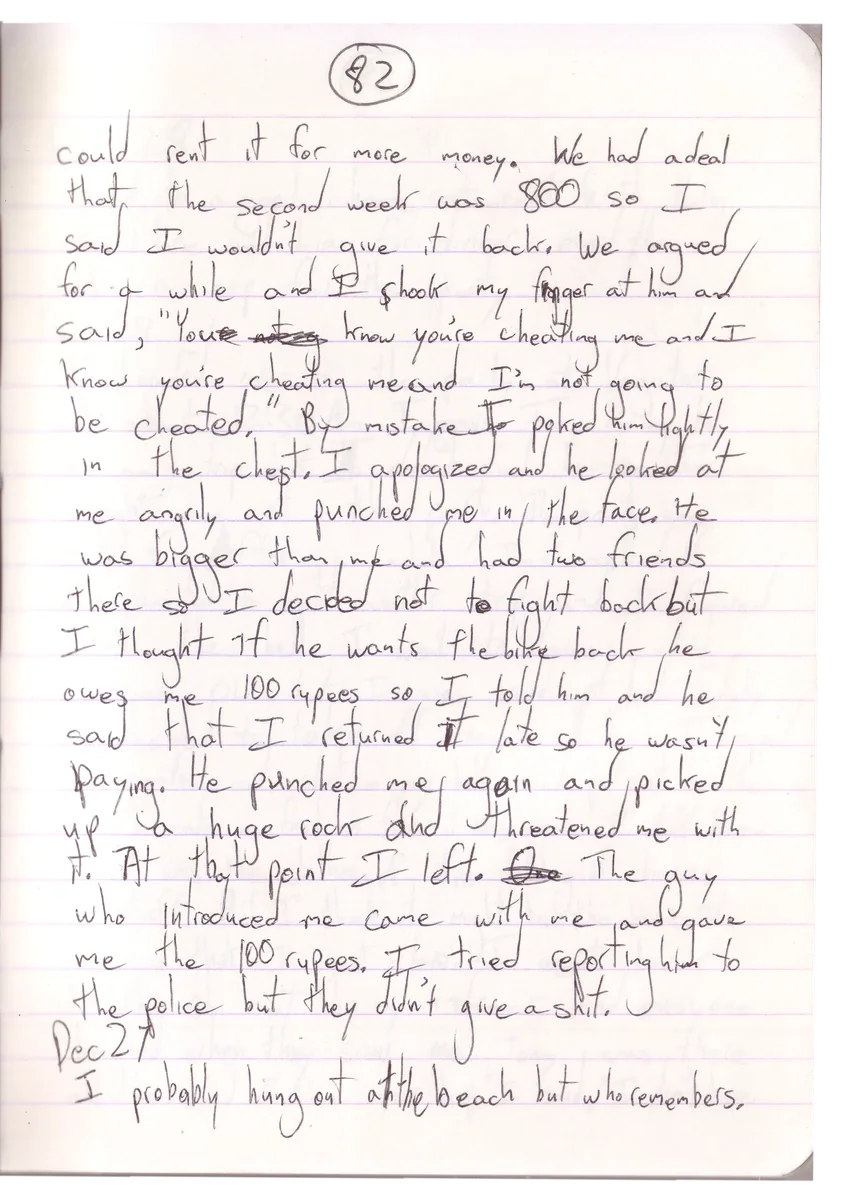 82
could rent it for more money. We had a deal
that the second week was 800 so I
said I wouldn't give it back. We argued
for a while and I shook my finger at him and
said, "You know you're cheating me and I
know you're cheating me and I'm not going to
be cheated." By mistake I poked him lightly
in the chest. I apologized and he looked at
me angrily and punched me in the face. He
was bigger than me and had two friends
there so I decided not to fight back but
I thought if he wants the bike back he
owes me 100 rupees so I told him and he
said that I returned it late so he wasn't
paying. He punched me again and picked
up a huge rock and threatened me with
it. At that point I left. The guy
who introduced me came with me and gave
me the 100 rupees. I tried reporting him to
the police but they didn't give a shit.
Dec 27
I probably hung out at the beach but who remembers.